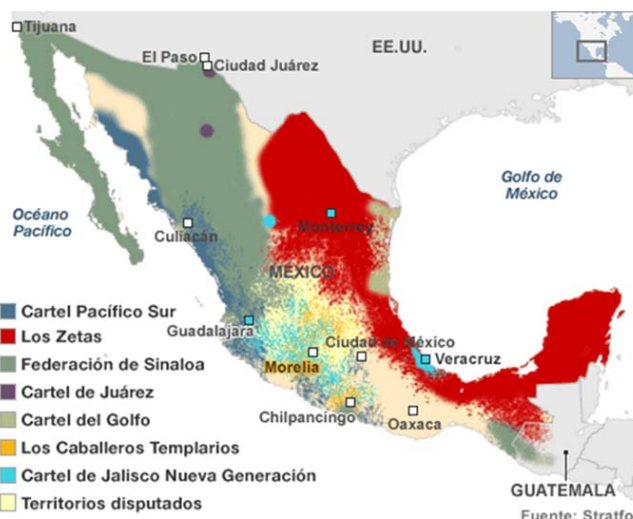 Tijuana
EE.UU.
El Paso
Ciudad Juárez
Golfo de
México
Océano
Pacífico
Culiacán
Monterrey
MÉXICO
Guadalajara
Ciudad de México
Veracruz
Morelia
Chilpancingo
Oaxaca
GUATEMALA
Cartel Pacífico Sur
Los Zetas
Federación de Sinaloa
Cartel de Juárez
Cartel del Golfo
Los Caballeros Templarios
Cartel de Jalisco Nueva Generación
Territorios disputados
Fuente: Stratfo